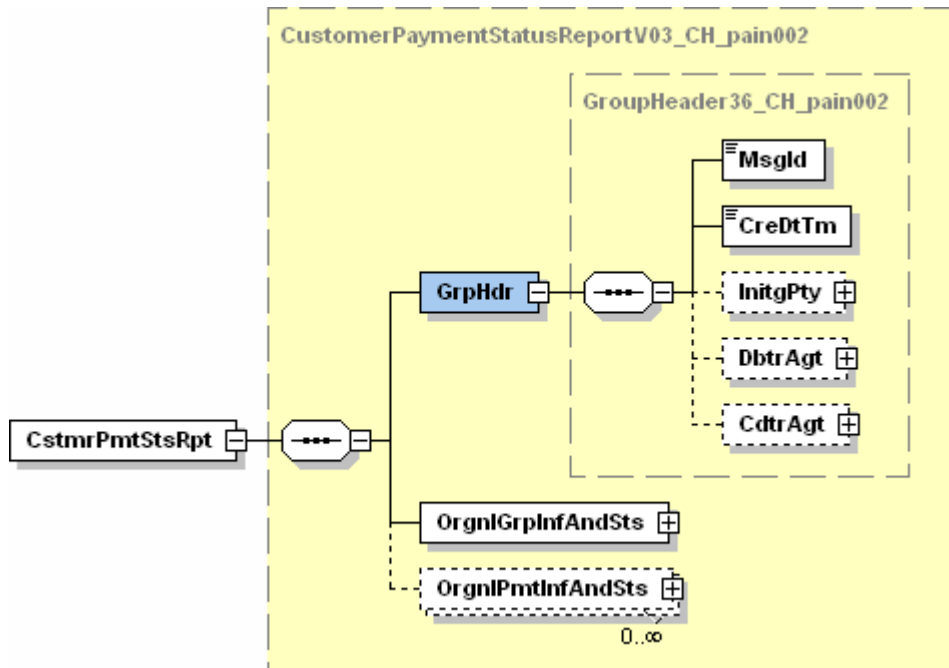 CustomerPaymentStatusReportV03_CH_pain002
GroupHeader36_CH_pain002
MsgId
CreDtTm
GrpHdr
InitgPty
DbtrAgt
CdtrAgt
CstmrPmtStsRpt
OrgnlGrpInfAndSts
OrgnlPmtInfAndSts
0..∞